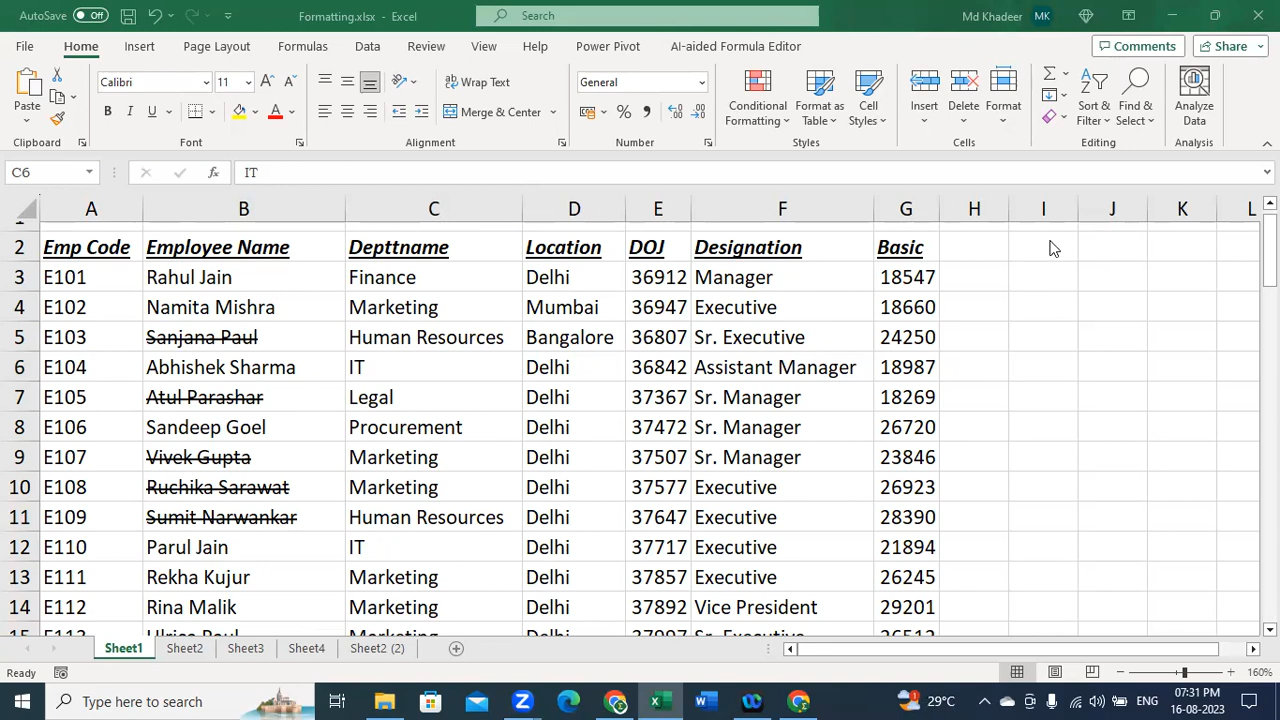 AutoSave Off Formatting.xlsx - Excel Search Md Khadeer MK
File Home Insert Page Layout Formulas Data Review View Help Power Pivot AI-aided Formula Editor Comments Share
Paste Calibri 11 A A Wrap Text General Conditional Formatting Format as Table Cell Styles Insert Delete Format Sort & Filter Find & Select Analyze Data
B I U A Merge & Center % ,
Clipboard Font Alignment Number Styles Cells Editing Analysis
C6 fx IT
A B C D E F G H I J K L
2 Emp Code Employee Name Depttname Location DOJ Designation Basic
3 E101 Rahul Jain Finance Delhi 36912 Manager 18547
4 E102 Namita Mishra Marketing Mumbai 36947 Executive 18660
5 E103 Sanjana Paul Human Resources Bangalore 36807 Sr. Executive 24250
6 E104 Abhishek Sharma IT Delhi 36842 Assistant Manager 18987
7 E105 Atul Parashar Legal Delhi 37367 Sr. Manager 18269
8 E106 Sandeep Goel Procurement Delhi 37472 Sr. Manager 26720
9 E107 Vivek Gupta Marketing Delhi 37507 Sr. Manager 23846
10 E108 Ruchika Sarawat Marketing Delhi 37577 Executive 26923
11 E109 Sumit Narwankar Human Resources Delhi 37647 Executive 28390
12 E110 Parul Jain IT Delhi 37717 Executive 21894
13 E111 Rekha Kujur Marketing Delhi 37857 Executive 26245
14 E112 Rina Malik Marketing Delhi 37892 Vice President 29201
Sheet1 Sheet2 Sheet3 Sheet4 Sheet2 (2)
Ready 160%
Type here to search 29°C ENG 07:31 PM
16-08-2023